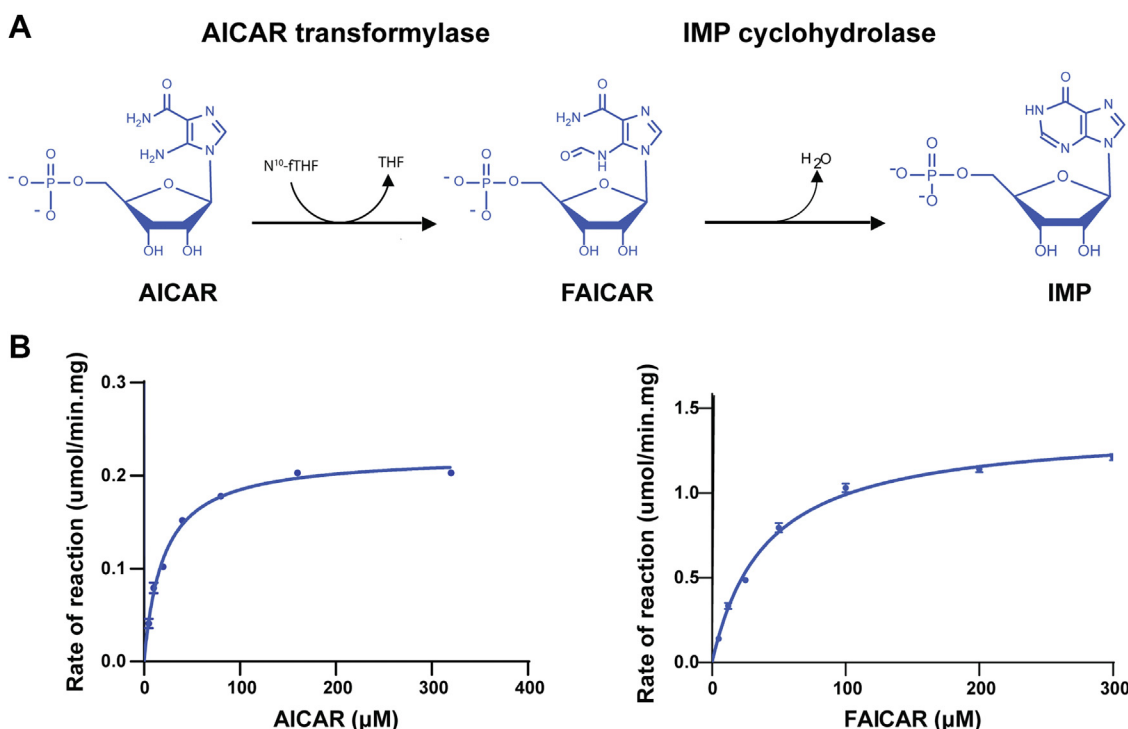 A
AICAR transformylase
IMP cyclohydrolase
O
H₂N
N
H₂N
N
O
⁻O
P
O
O
O⁻
OH OH
N¹⁰-fTHF
THF
AICAR
O
H₂N
N
O
N
H
N
O
⁻O
P
O
O
O⁻
OH OH
H₂O
FAICAR
O
HN
N
N
N
O
⁻O
P
O
O
O⁻
OH OH
IMP
B
Rate of reaction (umol/min.mg)
0.3
0.2
0.1
0.0
0 100 200 300 400
AICAR (µM)
Rate of reaction (umol/min.mg)
1.5
1.0
0.5
0.0
0 100 200 300
FAICAR (µM)